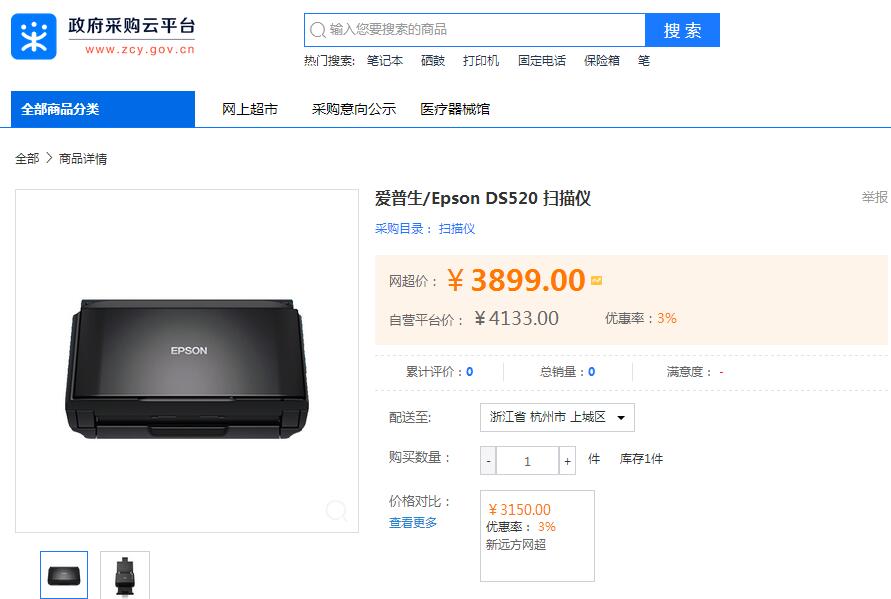 政府采购云平台
www.zcy.gov.cn
输入您要搜索的商品
搜 索
热门搜索: 笔记本 硒鼓 打印机 固定电话 保险箱 笔
全部商品分类 网上超市 采购意向公示 医疗器械馆
全部 > 商品详情
爱普生/Epson DS520 扫描仪
举报
采购目录： 扫描仪
EPSON
网超价： ¥ 3899.00
自营平台价： ¥ 4133.00 优惠率：3%
累计评价：0 总销量：0 满意度： -
配送至: 浙江省 杭州市 上城区
购买数量： - 1 + 件 库存1件
价格对比：
查看更多
¥ 3150.00
优惠率： 3%
新远方网超